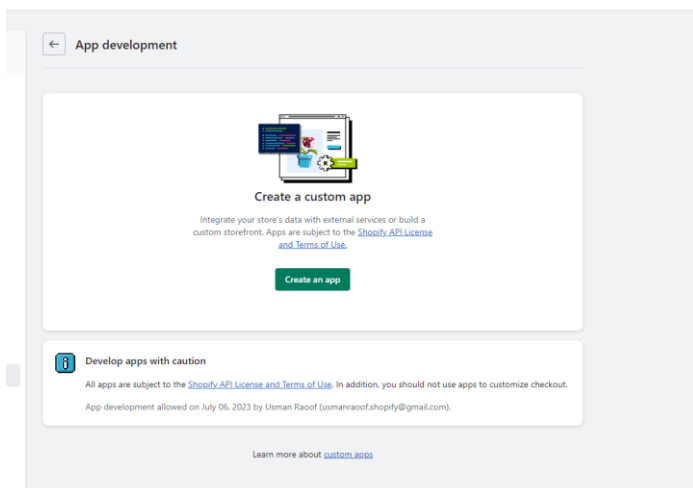 App development
Create a custom app
Integrate your store's data with external services or build a
custom storefront. Apps are subject to the Shopify API License
and Terms of Use.
Create an app
Develop apps with caution
All apps are subject to the Shopify API License and Terms of Use. In addition, you should not use apps to customize checkout.
App development allowed on July 06, 2023 by Usman Raoof (usmanraoof.shopify@gmail.com).
Learn more about custom apps